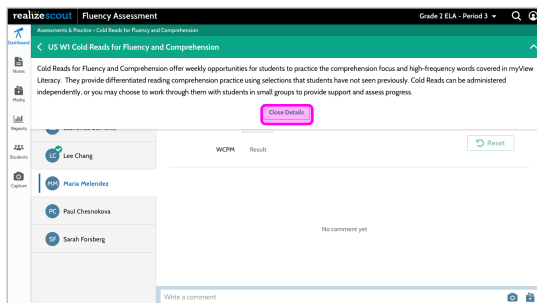 realizescout Fluency Assessment Grade 2 ELA - Period 3
Assessments & Practice > Cold Reads for Fluency and Comprehension
Dashboard
U5 W1 Cold Reads for Fluency and Comprehension
Cold Reads for Fluency and Comprehension offer weekly opportunities for students to practice the comprehension focus and high-frequency words covered in myView
Literacy. They provide differentiated reading comprehension practice using selections that students have not seen previously. Cold Reads can be administered
independently, or you may choose to work through them with students in small groups to provide support and assess progress.
Close Details
Notes
Media
Reports
Students
Capture
WCPM Result
Reset
LC Lee Chang
MM Maria Melendez
PC Paul Chesnokova
SF Sarah Forsberg
No comment yet
Write a comment